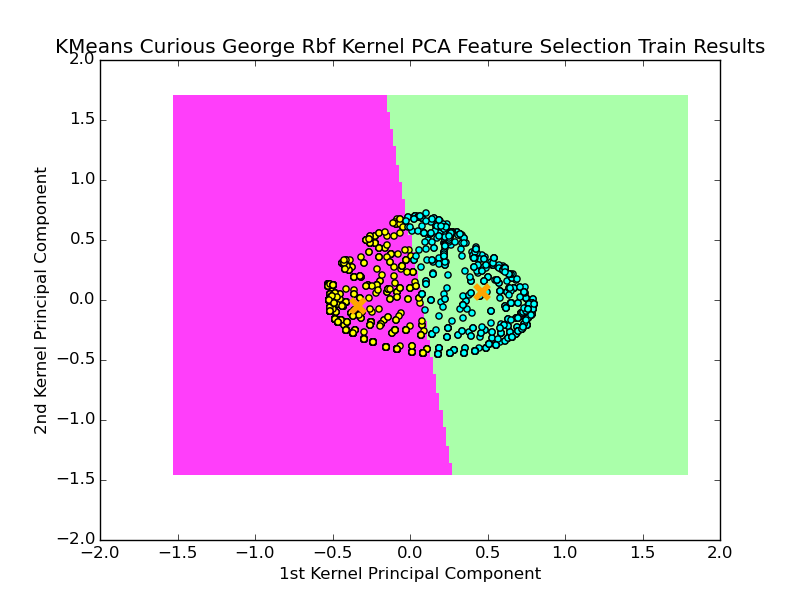 KMeans Curious George Rbf Kernel PCA Feature Selection Train Results
2.0
1.5
1.0
0.5
0.0
−0.5
−1.0
−1.5
−2.0
2nd Kernel Principal Component
−2.0 −1.5 −1.0 −0.5 0.0 0.5 1.0 1.5 2.0
1st Kernel Principal Component